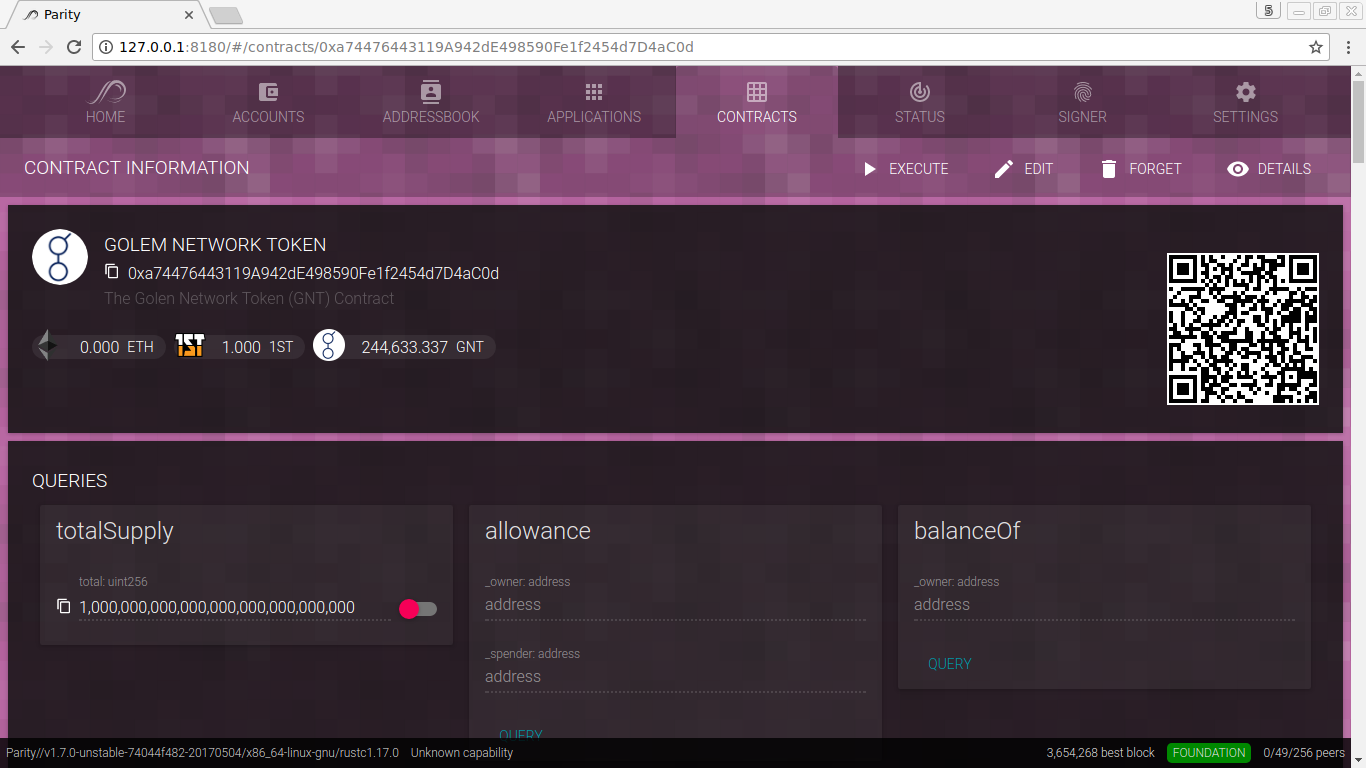 Parity
5
127.0.0.1:8180/#/contracts/0xa74476443119A942dE498590Fe1f2454d7D4aC0d
HOME ACCOUNTS ADDRESSBOOK APPLICATIONS CONTRACTS STATUS SIGNER SETTINGS
CONTRACT INFORMATION EXECUTE EDIT FORGET DETAILS
GOLEM NETWORK TOKEN
0xa74476443119A942dE498590Fe1f2454d7D4aC0d
The Golen Network Token (GNT) Contract
0.000 ETH 1ST 1.000 1ST 244,633.337 GNT
QUERIES
totalSupply
total: uint256
1,000,000,000,000,000,000,000,000,000
allowance
_owner: address
address
_spender: address
address
QUERY
balanceOf
_owner: address
address
QUERY
Parity//v1.7.0-unstable-74044f482-20170504/x86_64-linux-gnu/rustc1.17.0 Unknown capability 3,654,268 best block FOUNDATION 0/49/256 peers